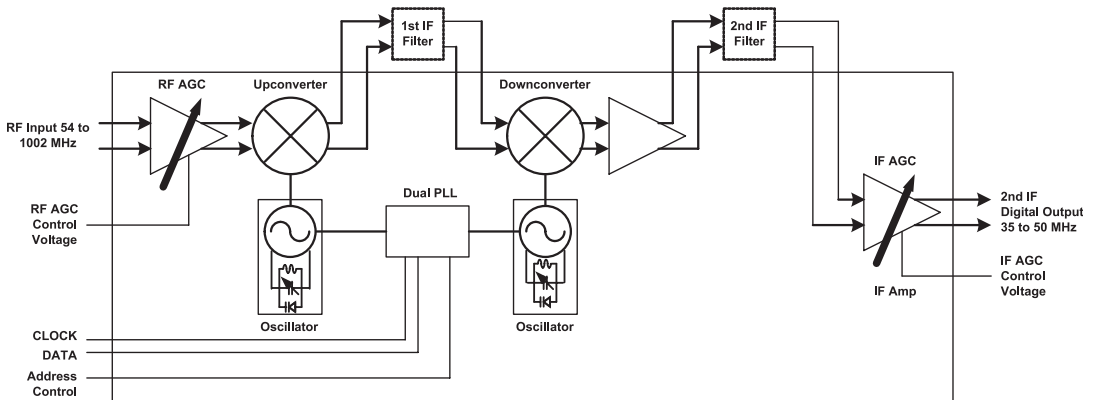 1st IF
Filter
2nd IF
Filter
RF AGC
Upconverter
Downconverter
RF Input 54 to
1002 MHz
IF AGC
Dual PLL
RF AGC
Control
Voltage
2nd IF
Digital Output
35 to 50 MHz
IF AGC
Control
Voltage
IF Amp
Oscillator
Oscillator
CLOCK
DATA
Address
Control